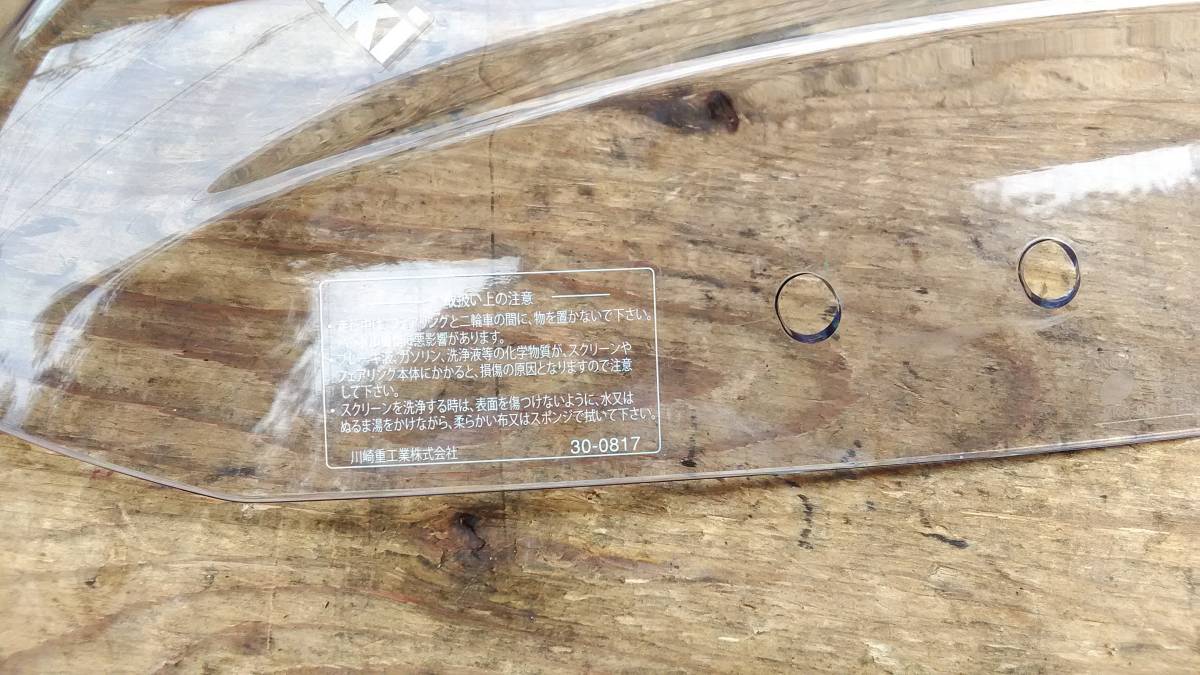 ki
取扱い上の注意
グと二輪車の間に、物を置かないで下さい。
悪影響があります。
ガソリン、洗浄液等の化学物質が、スクリーンや
フェアリング本体にかかると、損傷の原因となりますので注意
して下さい。
• スクリーンを洗浄する時は、表面を傷つけないように、水又は
ぬるま湯をかけながら、柔らかい布又はスポンジで拭いて下さい。
川崎重工業株式会社 30-0817